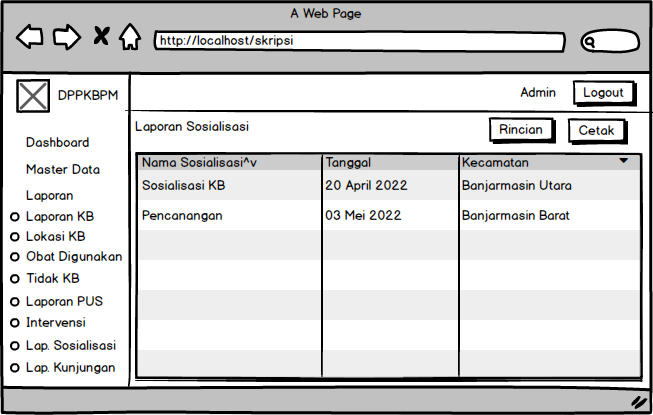 A Web Page
http://localhost/skripsi
DPPKBPM
Admin
Logout
Dashboard
Master Data
Laporan
Laporan KB
Lokasi KB
Obat Digunakan
Tidak KB
Laporan PUS
Intervensi
Lap. Sosialisasi
Lap. Kunjungan
Laporan Sosialisasi
Rincian
Cetak
Nama Sosialisasi^v Tanggal Kecamatan
Sosialisasi KB 20 April 2022 Banjarmasin Utara
Pencanangan 03 Mei 2022 Banjarmasin Barat